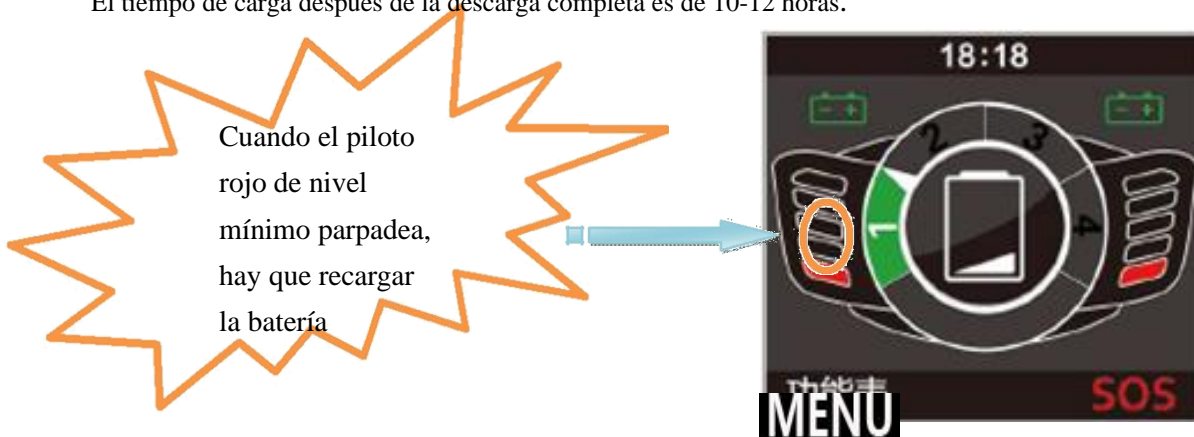 El tiempo de carga después de la descarga completa es de 10-12 horas.
Cuando el piloto
rojo de nivel
mínimo parpadea,
hay que recargar
la batería
18:18
2 3
1 4
功能表
MENU SOS